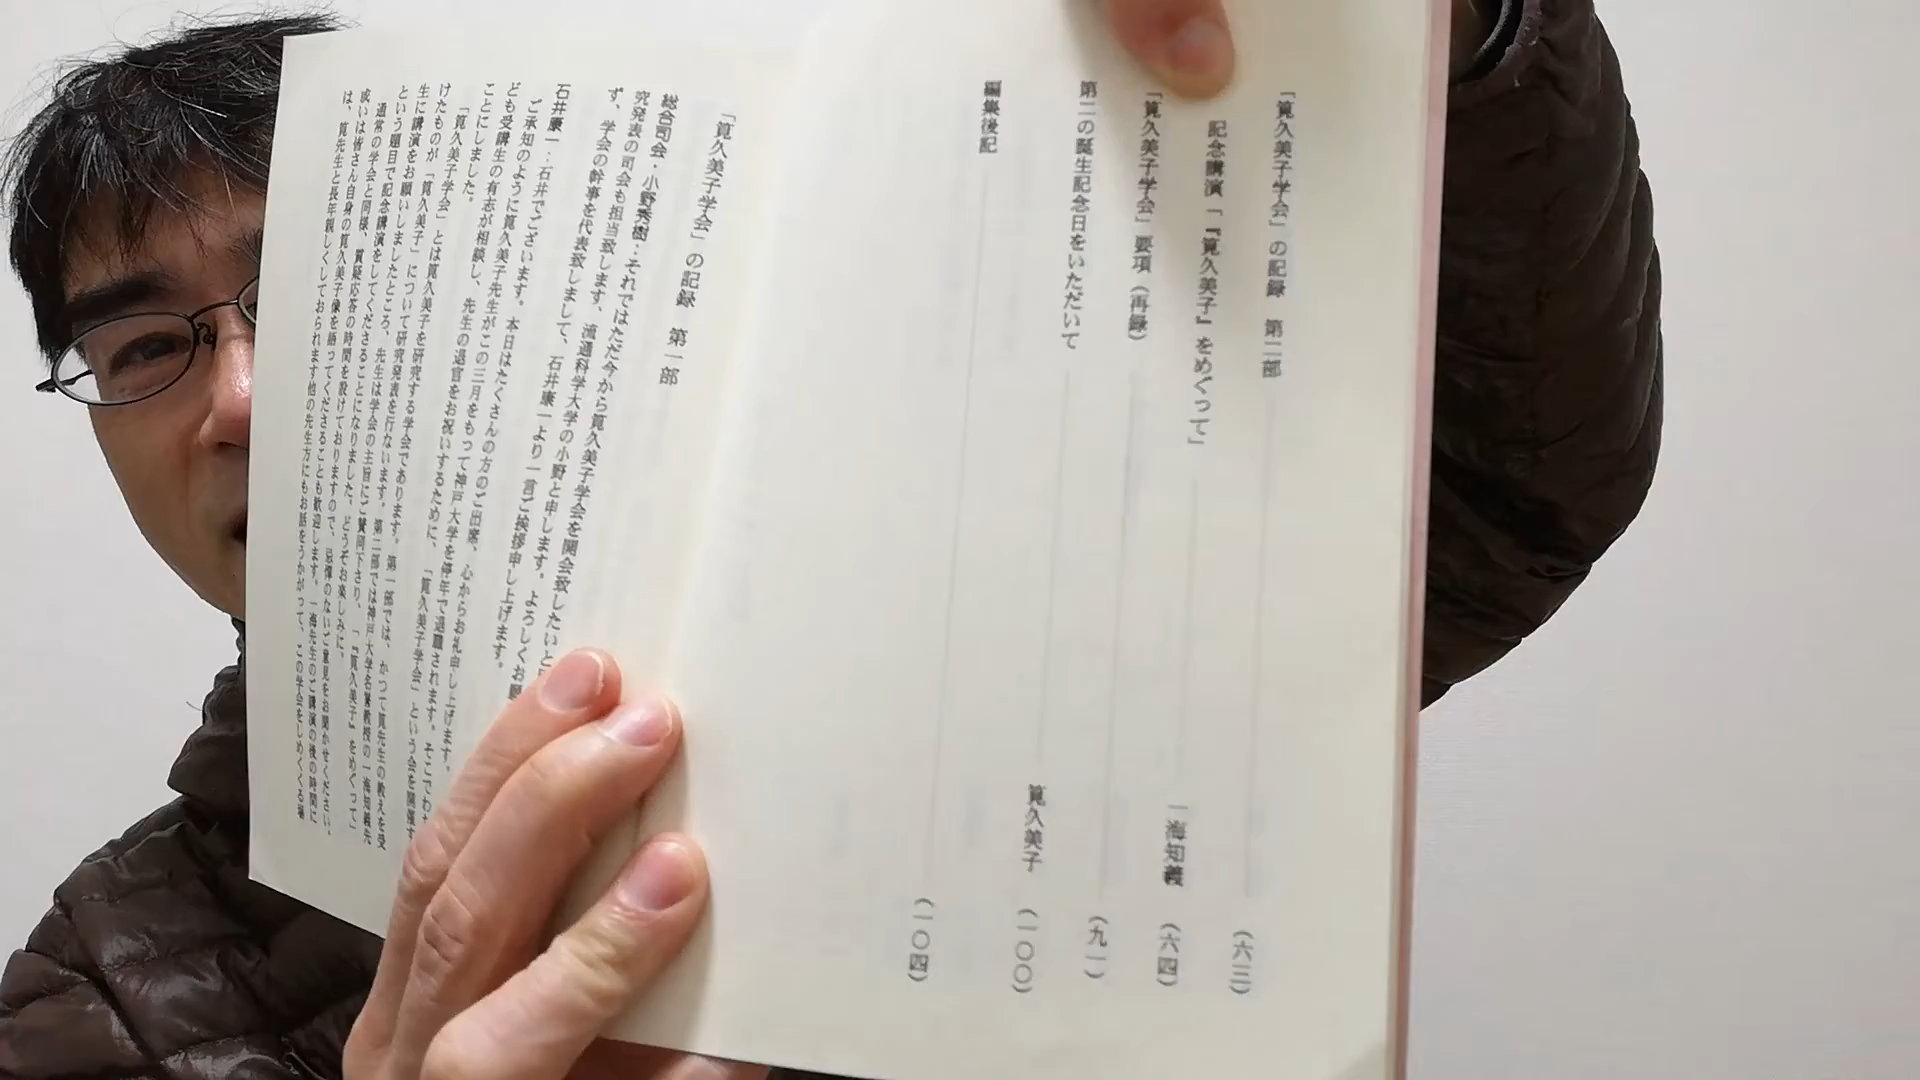 「筧久美子学会」の記録　第二部　（六三）
記念講演「『筧久美子』をめぐって」　一海知義　（六四）
「筧久美子学会」要項（再録）　（九一）
第二の誕生記念日をいただいて　筧久美子　（一〇〇）
編集後記　（一〇四）
「筧久美子学会」の記録　第一部
総合司会・小野秀樹：それではただ今から筧久美子学会を開会致したいと
究発表の司会も担当致します、流通科学大学の小野と申します。よろしくお願
ず、学会の幹事を代表致しまして、石井康一より一言ご挨拶申し上げます。
石井康一：石井でございます。本日はたくさんの方のご出席、心からお礼申し上げます。
ご承知のように筧久美子先生がこの三月をもって神戸大学を停年で退職されます。そこでわた
ども受講生の有志が相談し、先生の退官をお祝いするために、「筧久美子学会」という会を開催す
ことにしました。
「筧久美子学会」とは筧久美子を研究する学会であります。第一部では、かつて筧先生の教えを受
けたものが「筧久美子」について研究発表を行ないます。第二部では神戸大学名誉教授の一海知義先
生に講演をお願いしましたところ、先生は学会の主旨にご賛同下さり、「『筧久美子』をめぐって」
という題目で記念講演をしてくださることになりました。どうぞお楽しみに。
通常の学会と同様、質疑応答の時間を設けておりますので、忌憚のないご意見をお聞かせください。
或いは皆さん自身の筧久美子像を語ってくださることも歓迎します。一海先生のご講演の後の時間に
は、筧先生と長年親しくしておられます他の先生方にもお話をうかがって、この学会をしめくくる場